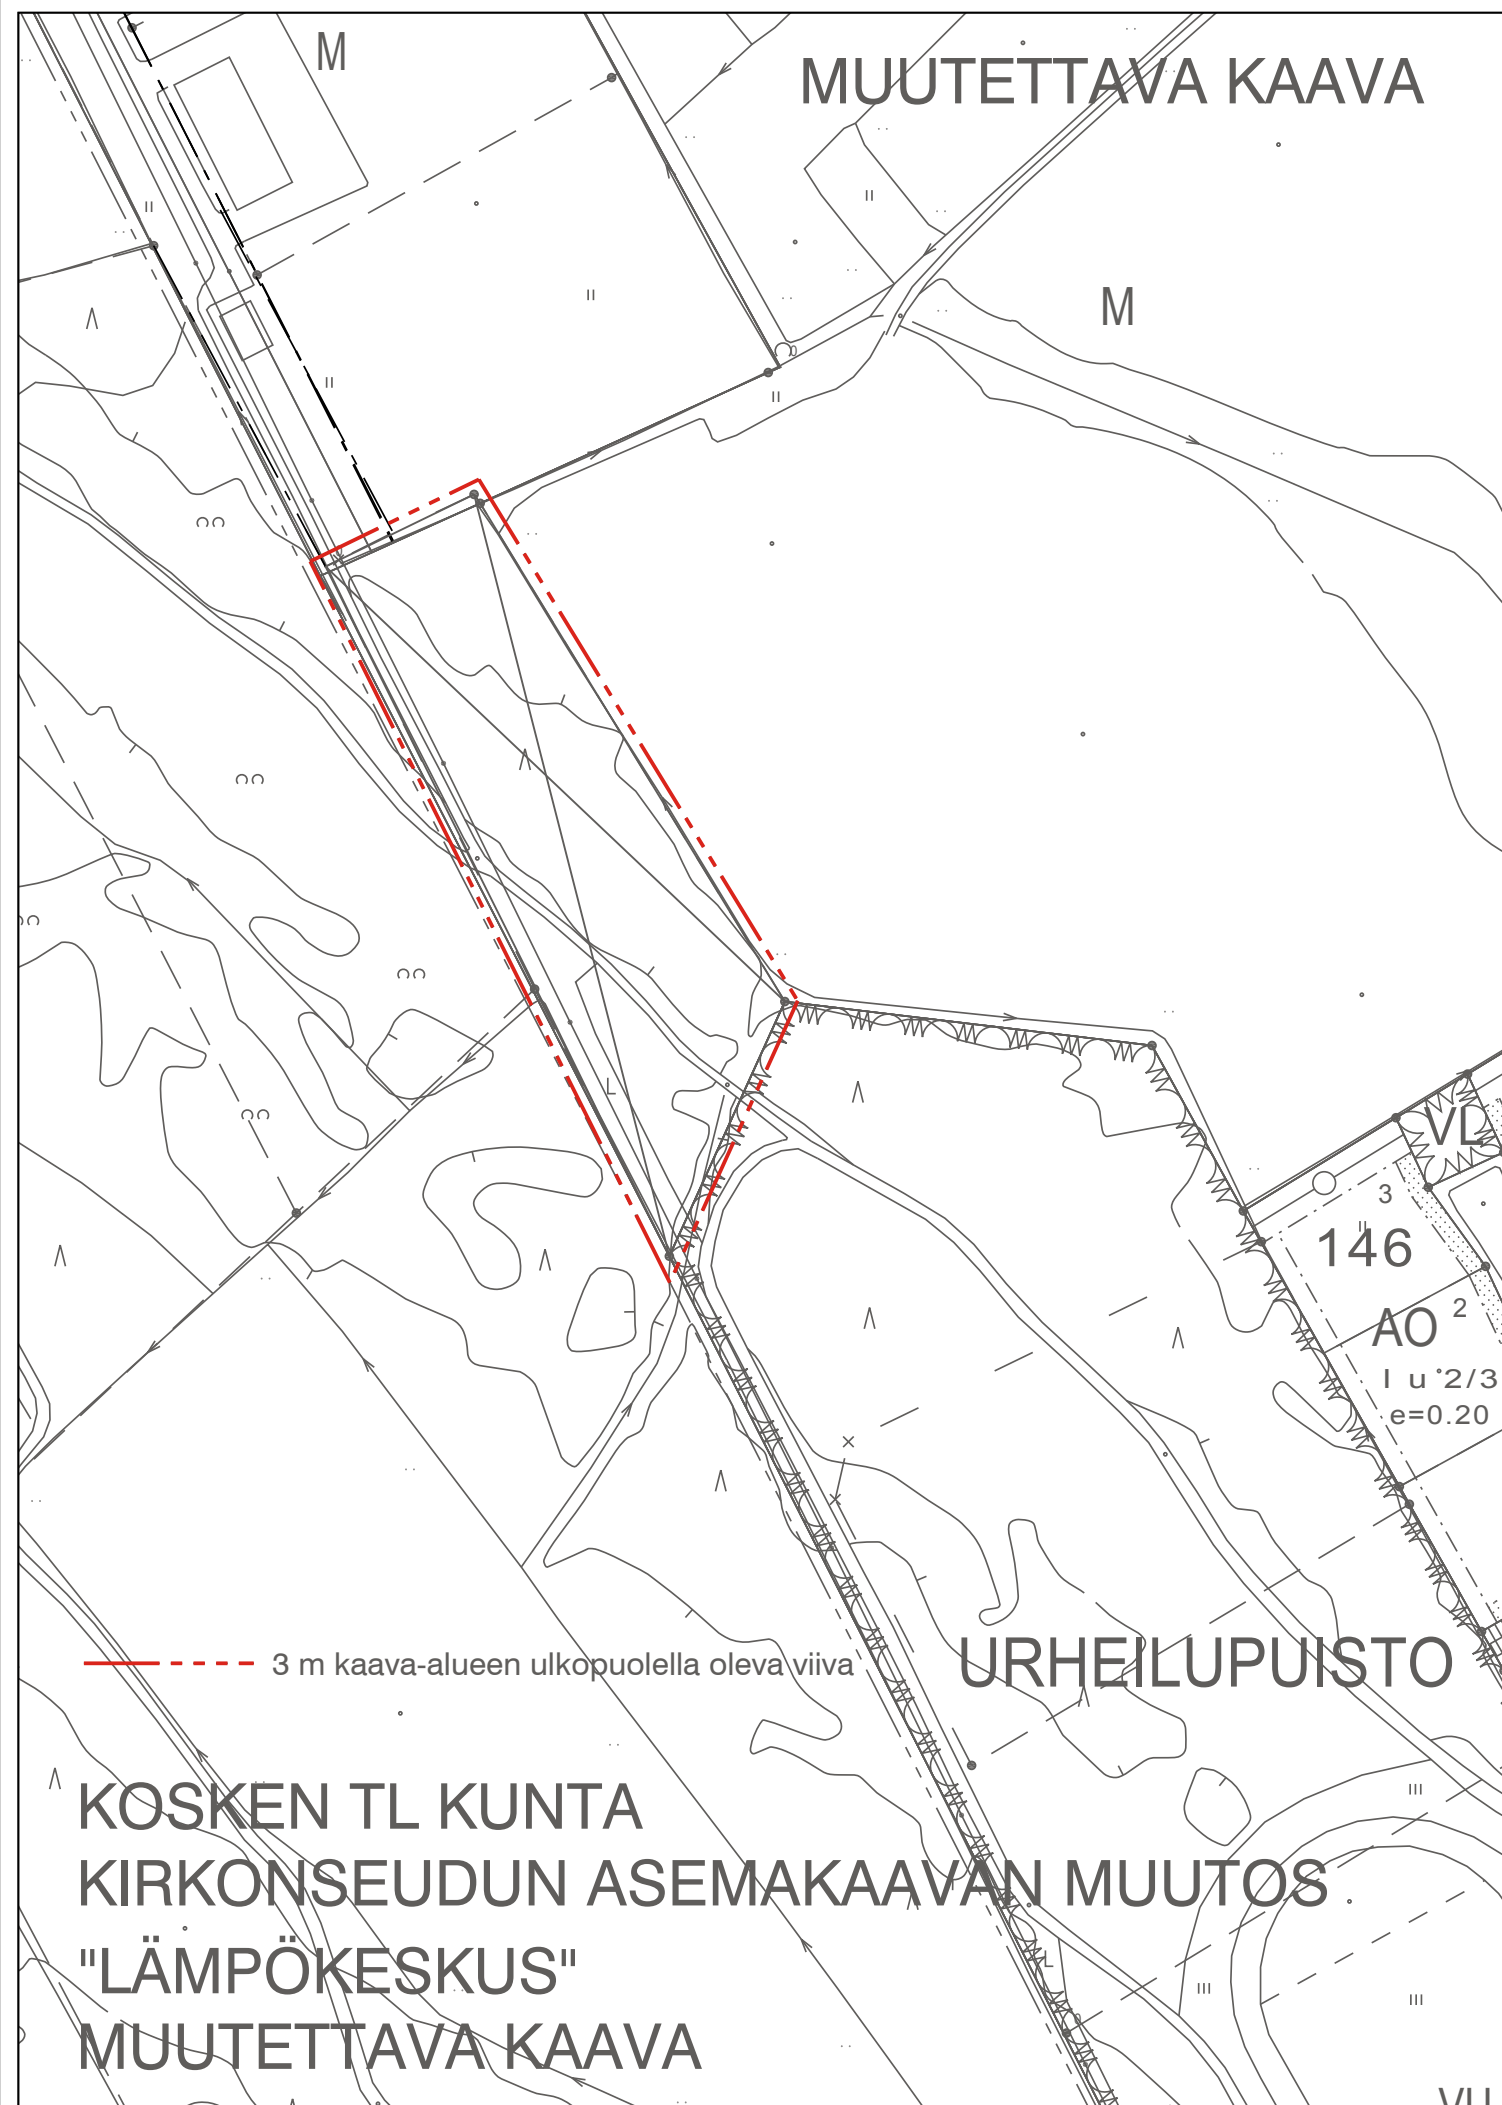 M
MUUTETTAVA KAAVA
M
VL
3
146
AO 2
I u 2/3
e=0.20
3 m kaava-alueen ulkopuolella oleva viiva
URHEILUPUISTO
KOSKEN TL KUNTA
KIRKONSEUDUN ASEMAKAAVAN MUUTOS
"LÄMPÖKESKUS"
MUUTETTAVA KAAVA